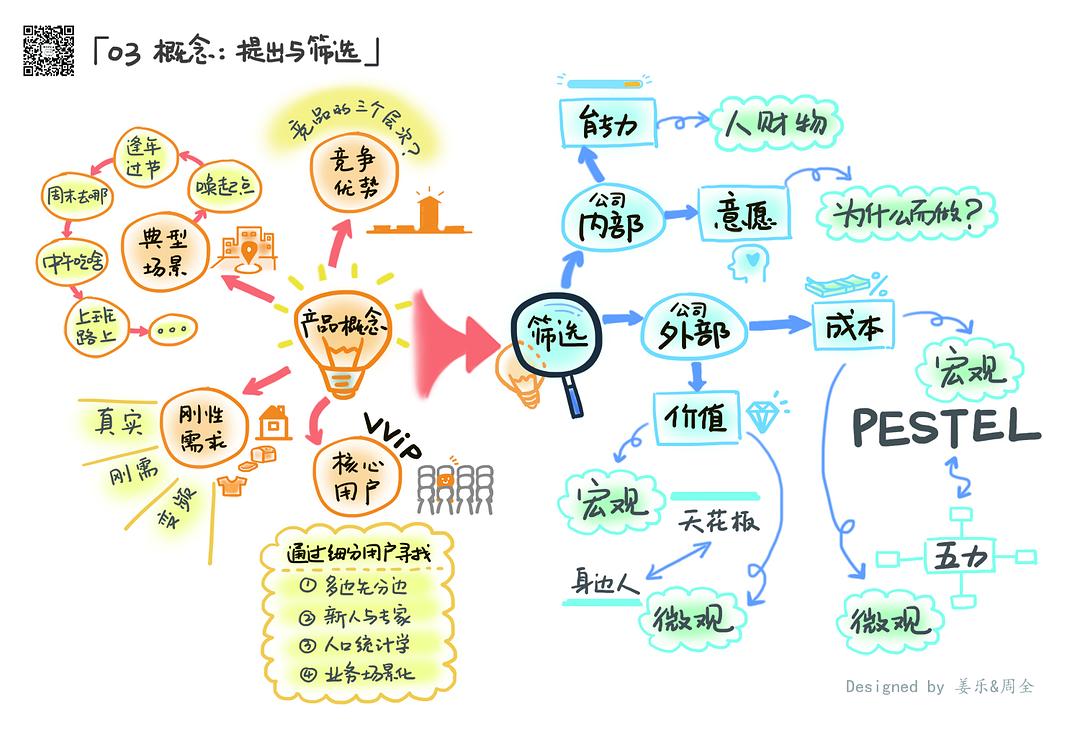 「03 概念：提出与筛选」
竞品的三个层次？
竞争
优势
逢年
过节
唤起点
周末去哪
中午吃啥
上班
路上
典型
场景
产品概念
刚性
需求
真实
刚需
变频
VVip
核心
用户
通过细分用户寻找
① 多边先分边
② 新人与专家
③ 人口统计学
④ 业务场景化
筛选
公司
内部
能力
人财物
意愿
为什么而做？
公司
外部
成本
%
宏观
PESTEL
五力
微观
价值
宏观
天花板
身边人
微观
Designed by 姜乐&周全